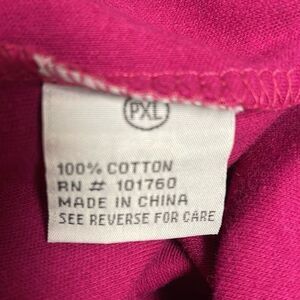 PXL
100% COTTON
RN # 101760
MADE IN CHINA
SEE REVERSE FOR CARE